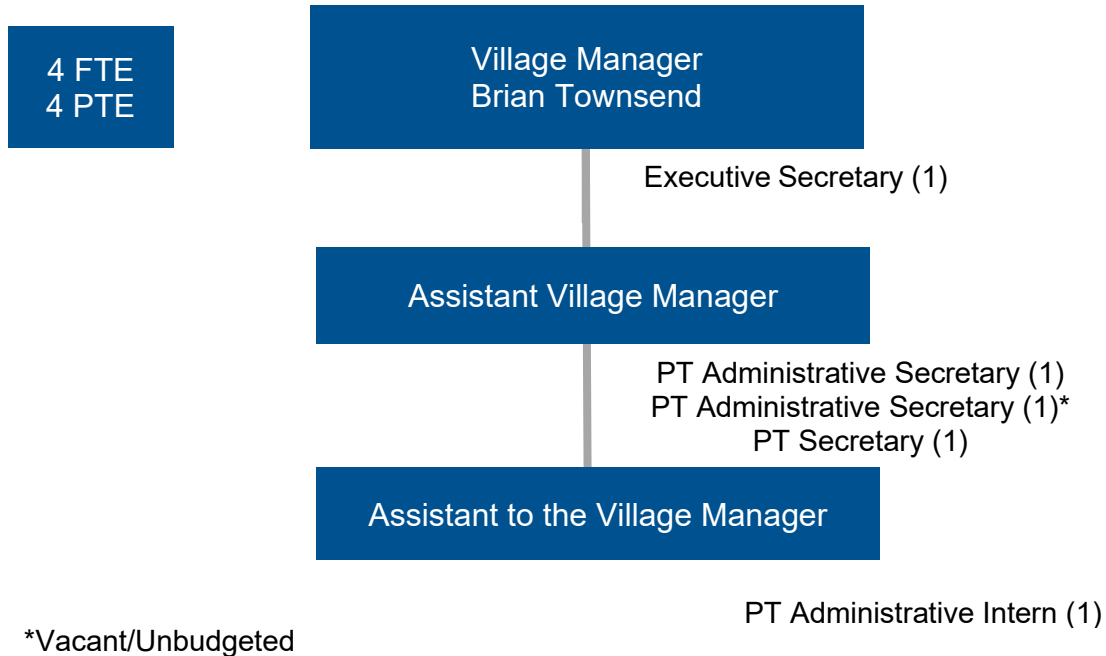 4 FTE
4 PTE
Village Manager
Brian Townsend
Executive Secretary (1)
Assistant Village Manager
PT Administrative Secretary (1)
PT Administrative Secretary (1)*
PT Secretary (1)
Assistant to the Village Manager
PT Administrative Intern (1)
*Vacant/Unbudgeted